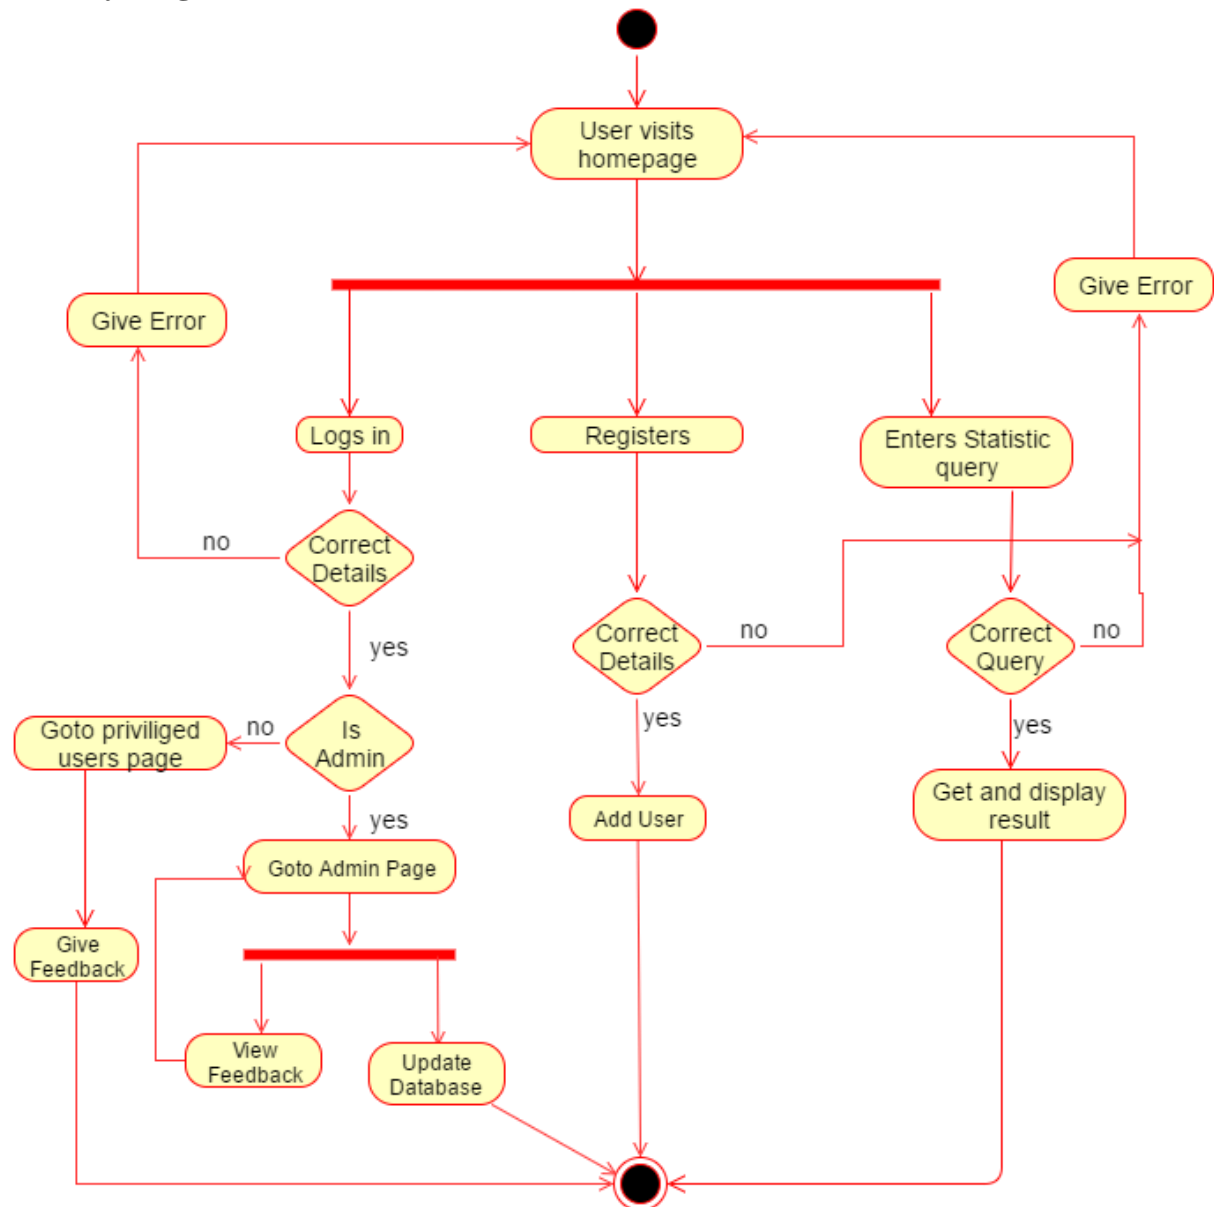 User visits
homepage
Give Error
Give Error
Logs in
Registers
Enters Statistic
query
no
Correct
Details
yes
Correct
Details
no
Correct
Query
no
Goto priviliged
users page
no
Is
Admin
yes
yes
yes
Add User
Get and display
result
Goto Admin Page
Give
Feedback
View
Feedback
Update
Database